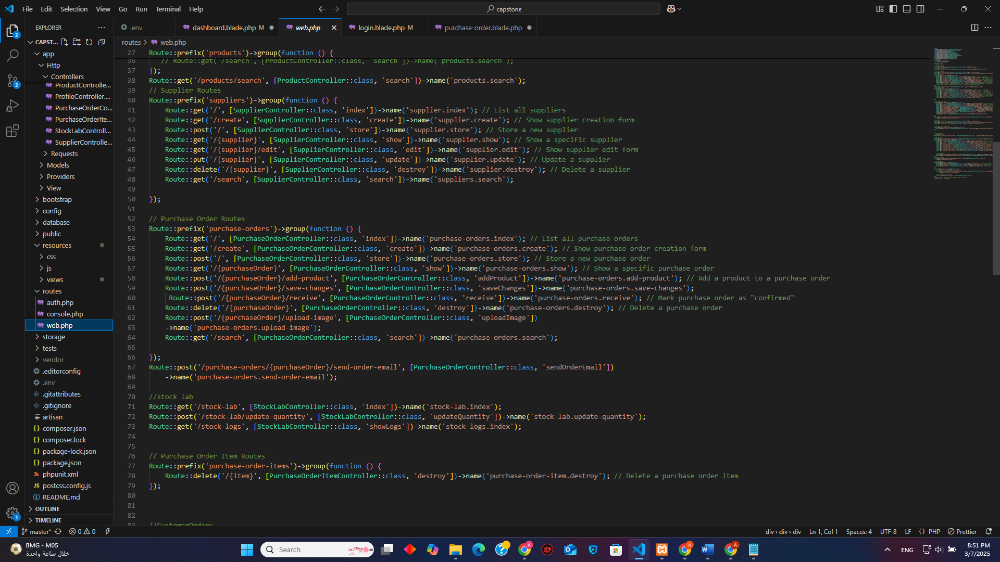 File Edit Selection View Go Run Terminal Help
capstone
EXPLORER
.env
dashboard.blade.php M
web.php
login.blade.php M
purchase-order.blade.php
CAPST...
routes > web.php
app
Http
Controllers
ProductControlle...
ProfileController....
PurchaseOrderCo...
PurchaseOrderIte...
StockLabControll...
SupplierControlle...
Requests
Models
Providers
View
bootstrap
config
database
public
resources
css
js
views
routes
auth.php
console.php
web.php
storage
tests
vendor
.editorconfig
.env
.gitattributes
.gitignore
artisan
composer.json
composer.lock
package-lock.json
package.json
phpunit.xml
postcss.config.js
README.md
OUTLINE
TIMELINE
27 Route::prefix('products')->group(function () {
36 // Route::get('/search', [ProductController::class, 'search'])->name('products.search');
37 });
38 Route::get('/products/search', [ProductController::class, 'search'])->name('products.search');
39 // Supplier Routes
40 Route::prefix('suppliers')->group(function () {
41 Route::get('/', [SupplierController::class, 'index'])->name('supplier.index'); // List all suppliers
42 Route::get('/create', [SupplierController::class, 'create'])->name('supplier.create'); // Show supplier creation form
43 Route::post('/', [SupplierController::class, 'store'])->name('supplier.store'); // Store a new supplier
44 Route::get('/{supplier}', [SupplierController::class, 'show'])->name('supplier.show'); // Show a specific supplier
45 Route::get('/{supplier}/edit', [SupplierController::class, 'edit'])->name('supplier.edit'); // Show supplier edit form
46 Route::put('/{supplier}', [SupplierController::class, 'update'])->name('supplier.update'); // Update a supplier
47 Route::delete('/{supplier}', [SupplierController::class, 'destroy'])->name('supplier.destroy'); // Delete a supplier
48 Route::get('/search', [SupplierController::class, 'search'])->name('suppliers.search');
49
50 });
51
52 // Purchase Order Routes
53 Route::prefix('purchase-orders')->group(function () {
54 Route::get('/', [PurchaseOrderController::class, 'index'])->name('purchase-orders.index'); // List all purchase orders
55 Route::get('/create', [PurchaseOrderController::class, 'create'])->name('purchase-orders.create'); // Show purchase order creation form
56 Route::post('/', [PurchaseOrderController::class, 'store'])->name('purchase-orders.store'); // Store a new purchase order
57 Route::get('/{purchaseOrder}', [PurchaseOrderController::class, 'show'])->name('purchase-orders.show'); // Show a specific purchase order
58 Route::post('/{purchaseOrder}/add-product', [PurchaseOrderController::class, 'addProduct'])->name('purchase-orders.add-product'); // Add a product to a purchase order
59 Route::post('/{purchaseOrder}/save-changes', [PurchaseOrderController::class, 'saveChanges'])->name('purchase-orders.save-changes');
60 Route::post('/{purchaseOrder}/receive', [PurchaseOrderController::class, 'receive'])->name('purchase-orders.receive'); // Mark purchase order as "confirmed"
61 Route::delete('/{purchaseOrder}', [PurchaseOrderController::class, 'destroy'])->name('purchase-orders.destroy'); // Delete a purchase order
62 Route::post('/{purchaseOrder}/upload-image', [PurchaseOrderController::class, 'uploadImage'])
63 ->name('purchase-orders.upload-image');
64 Route::get('/search', [PurchaseOrderController::class, 'search'])->name('purchase-orders.search');
65
66 });
67 Route::post('/purchase-orders/{purchaseOrder}/send-order-email', [PurchaseOrderController::class, 'sendOrderEmail'])
68 ->name('purchase-orders.send-order-email');
69
70 //stock lab
71 Route::get('/stock-lab', [StockLabController::class, 'index'])->name('stock-lab.index');
72 Route::post('/stock-lab/update-quantity', [StockLabController::class, 'updateQuantity'])->name('stock-lab.update-quantity');
73 Route::get('/stock-logs', [StockLabController::class, 'showLogs'])->name('stock-logs.index');
74
75
76 // Purchase Order Item Routes
77 Route::prefix('purchase-order-items')->group(function () {
78 Route::delete('/{item}', [PurchaseOrderItemController::class, 'destroy'])->name('purchase-order-item.destroy'); // Delete a purchase order item
79 });
80
81
82
83 //CustomerOrders
master* 0 0
div › div › div Ln 1, Col 1 Spaces: 4 UTF-8 LF {} PHP Prettier
BMG - M05
خلال ساعة واحدة
Search
ENG
8:51 PM
3/7/2025